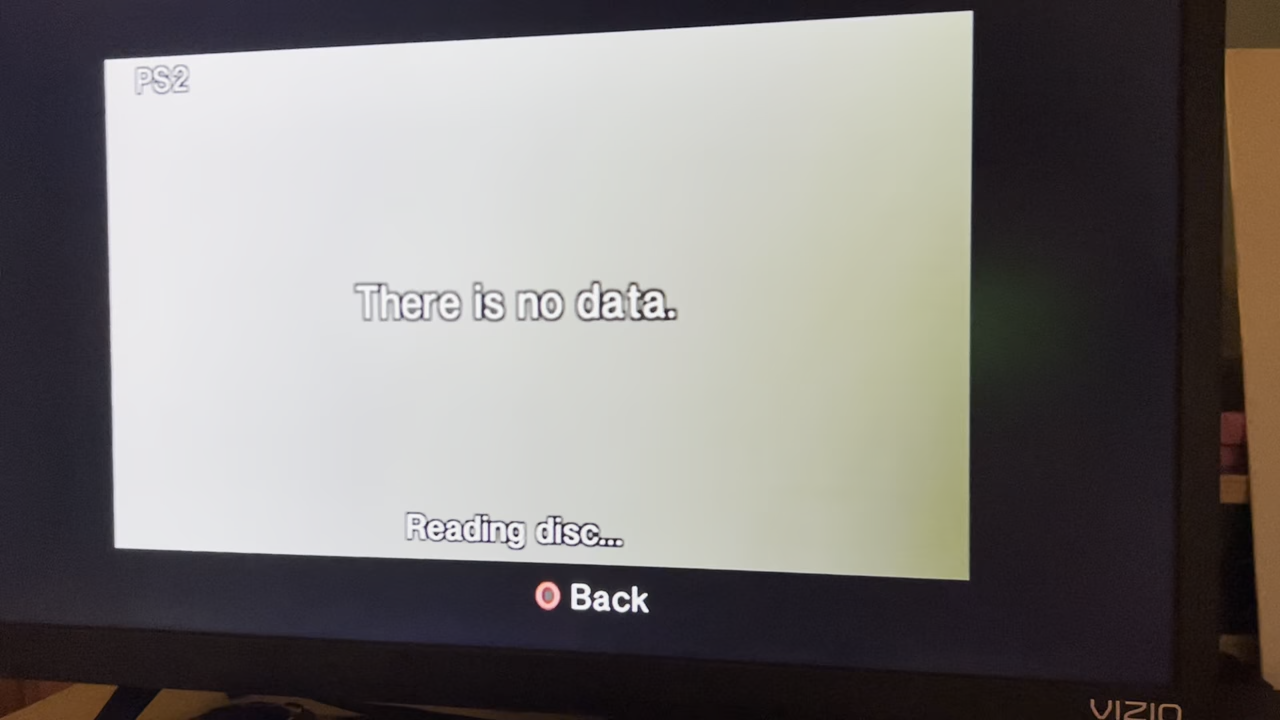 PS2
There is no data.
Reading disc...
Back
VIZIO